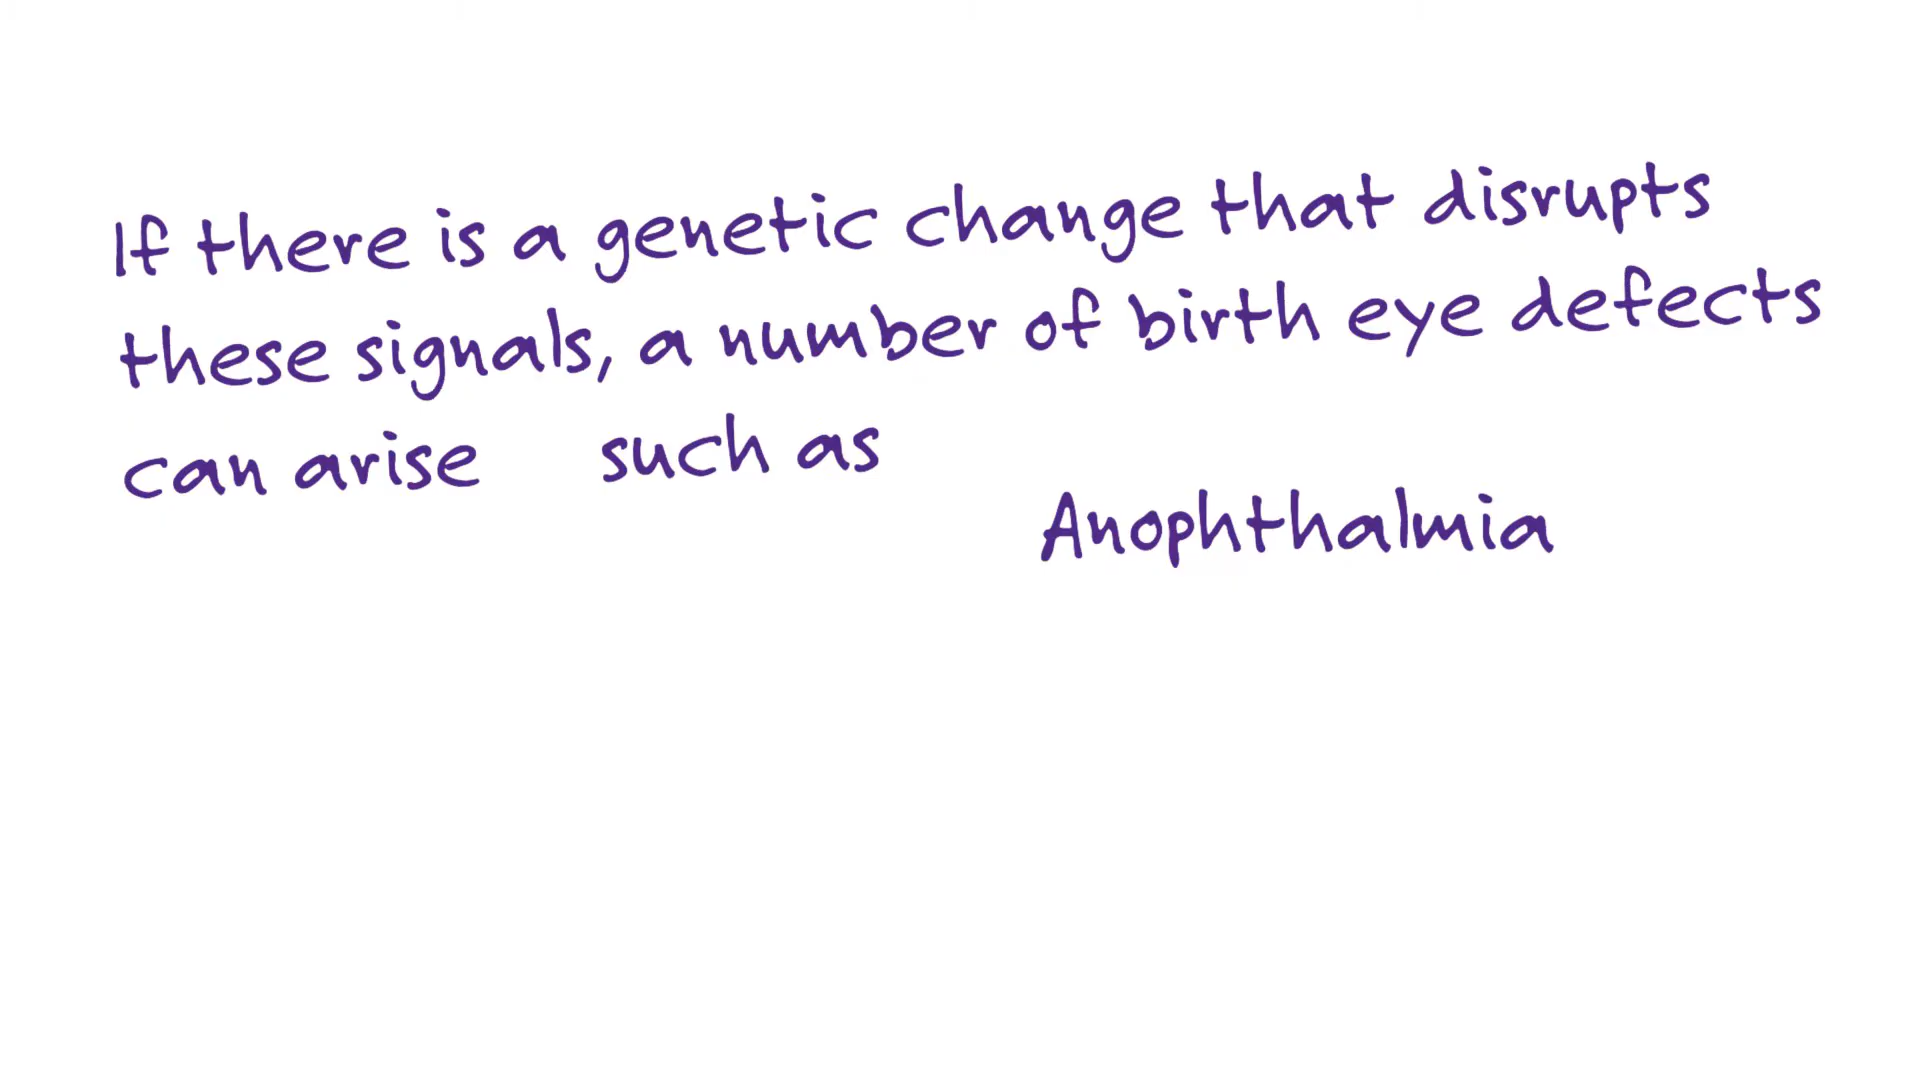 If there is a genetic change that disrupts
these signals, a number of birth eye defects
can arise such as
Anophthalmia